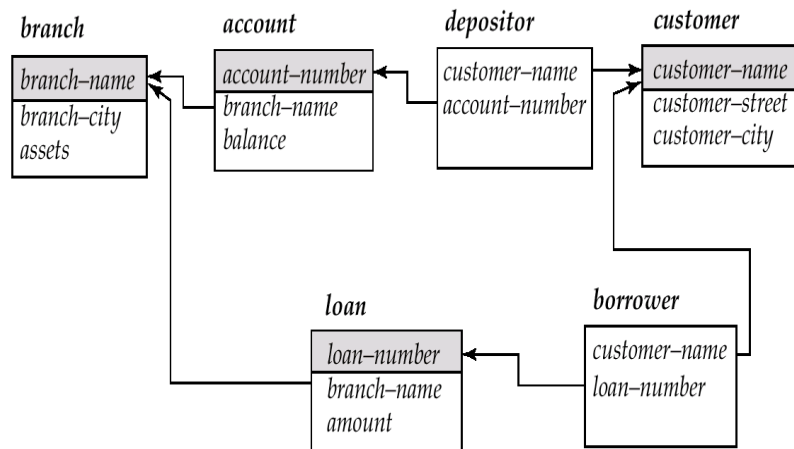 branch
branch–name
branch–city
assets
account
account–number
branch–name
balance
depositor
customer–name
account–number
customer
customer–name
customer–street
customer–city
loan
loan–number
branch–name
amount
borrower
customer–name
loan–number